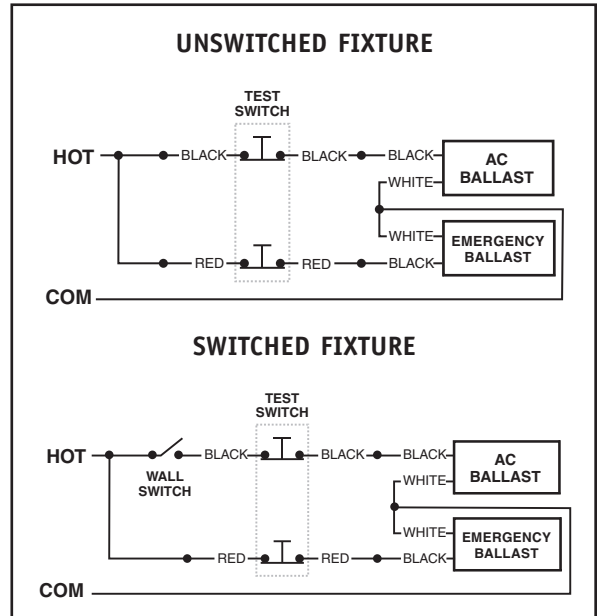 UNSWITCHED FIXTURE
TEST
SWITCH
HOT BLACK BLACK BLACK AC
BALLAST
WHITE
WHITE EMERGENCY
BALLAST
RED RED BLACK
COM
SWITCHED FIXTURE
TEST
SWITCH
HOT BLACK BLACK BLACK AC
BALLAST
WALL
SWITCH
WHITE
WHITE EMERGENCY
BALLAST
RED RED BLACK
COM